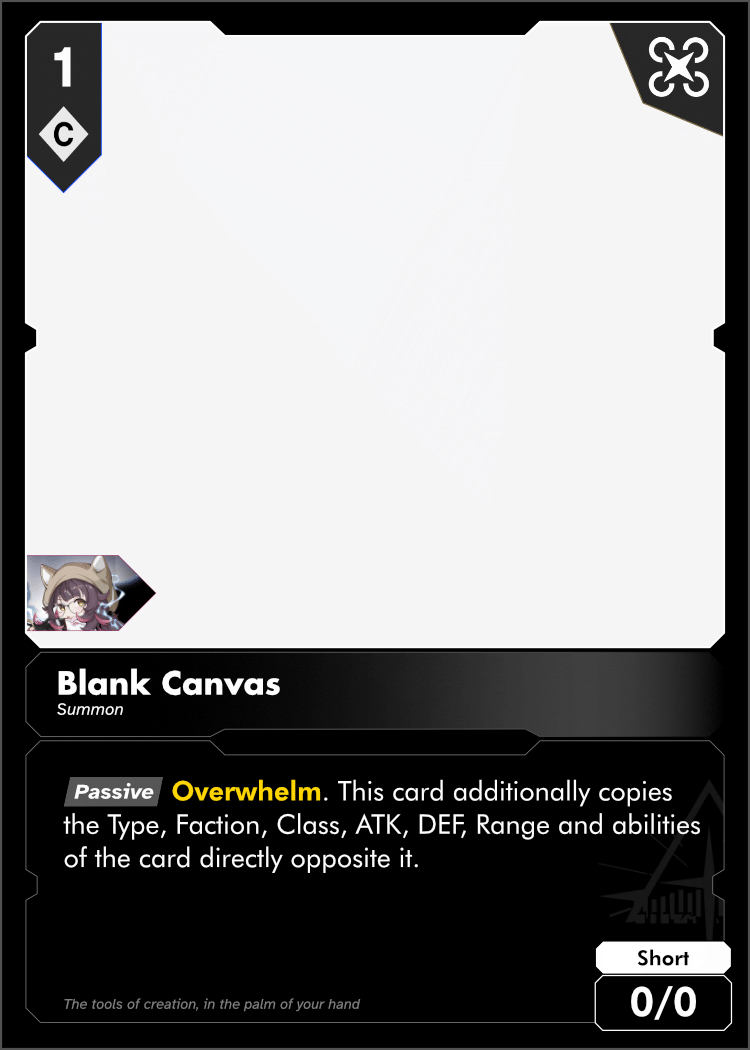 1
C
Blank Canvas
Summon
Passive Overwhelm. This card additionally copies
the Type, Faction, Class, ATK, DEF, Range and abilities
of the card directly opposite it.
Short
0/0
The tools of creation, in the palm of your hand